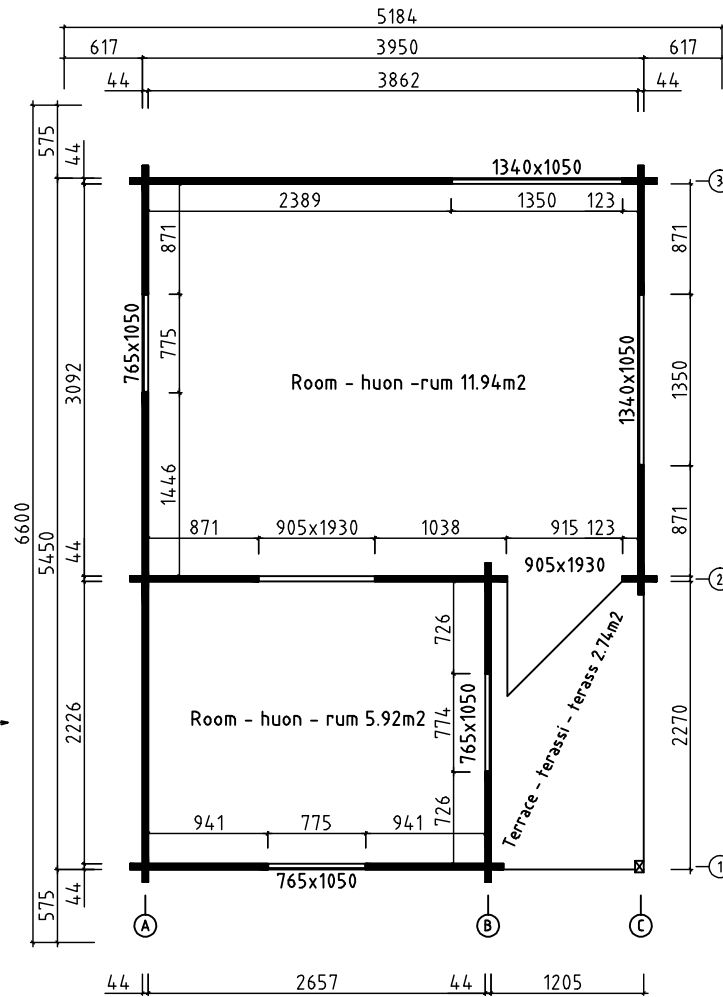 5184
617 3950 617
44 3862 44
575
44
1340x1050
3
2389 1350 123
871
871
765x1050
775
3092
1340x1050
1350
Room - huon -rum 11.94m2
1446
871
6600
5450
44
871 905x1930 1038 915 123
905x1930
2
726
Terrace - terassi - terass 2.74m2
2226
Room - huon - rum 5.92m2
774
765x1050
2270
726
941 775 941
765x1050
1
44
575
A B C
44 2657 44 1205